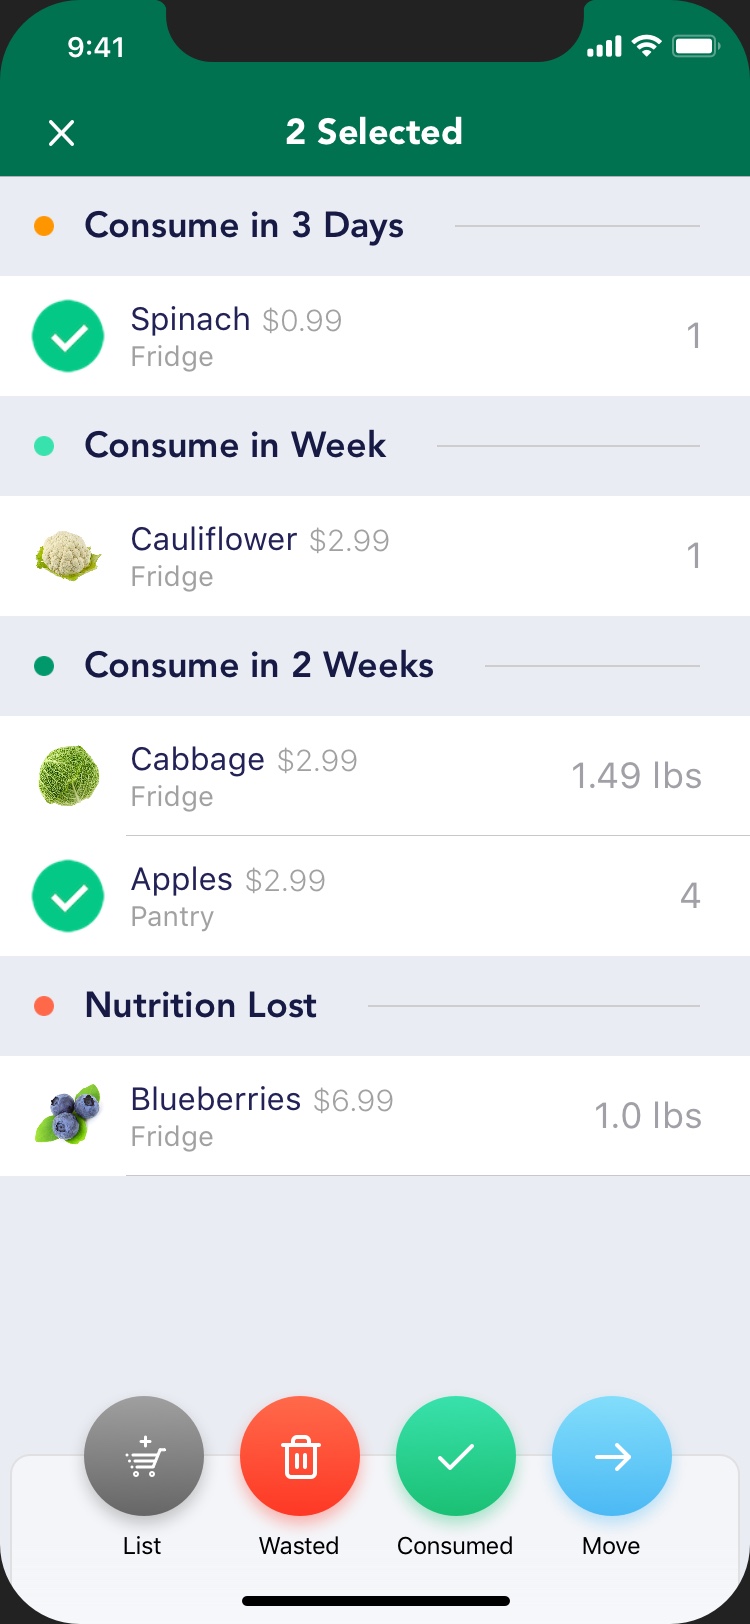 9:41
2 Selected
Consume in 3 Days
Spinach $0.99
Fridge
1
Consume in Week
Cauliflower $2.99
Fridge
1
Consume in 2 Weeks
Cabbage $2.99
Fridge
1.49 lbs
Apples $2.99
Pantry
4
Nutrition Lost
Blueberries $6.99
Fridge
1.0 lbs
List
Wasted
Consumed
Move